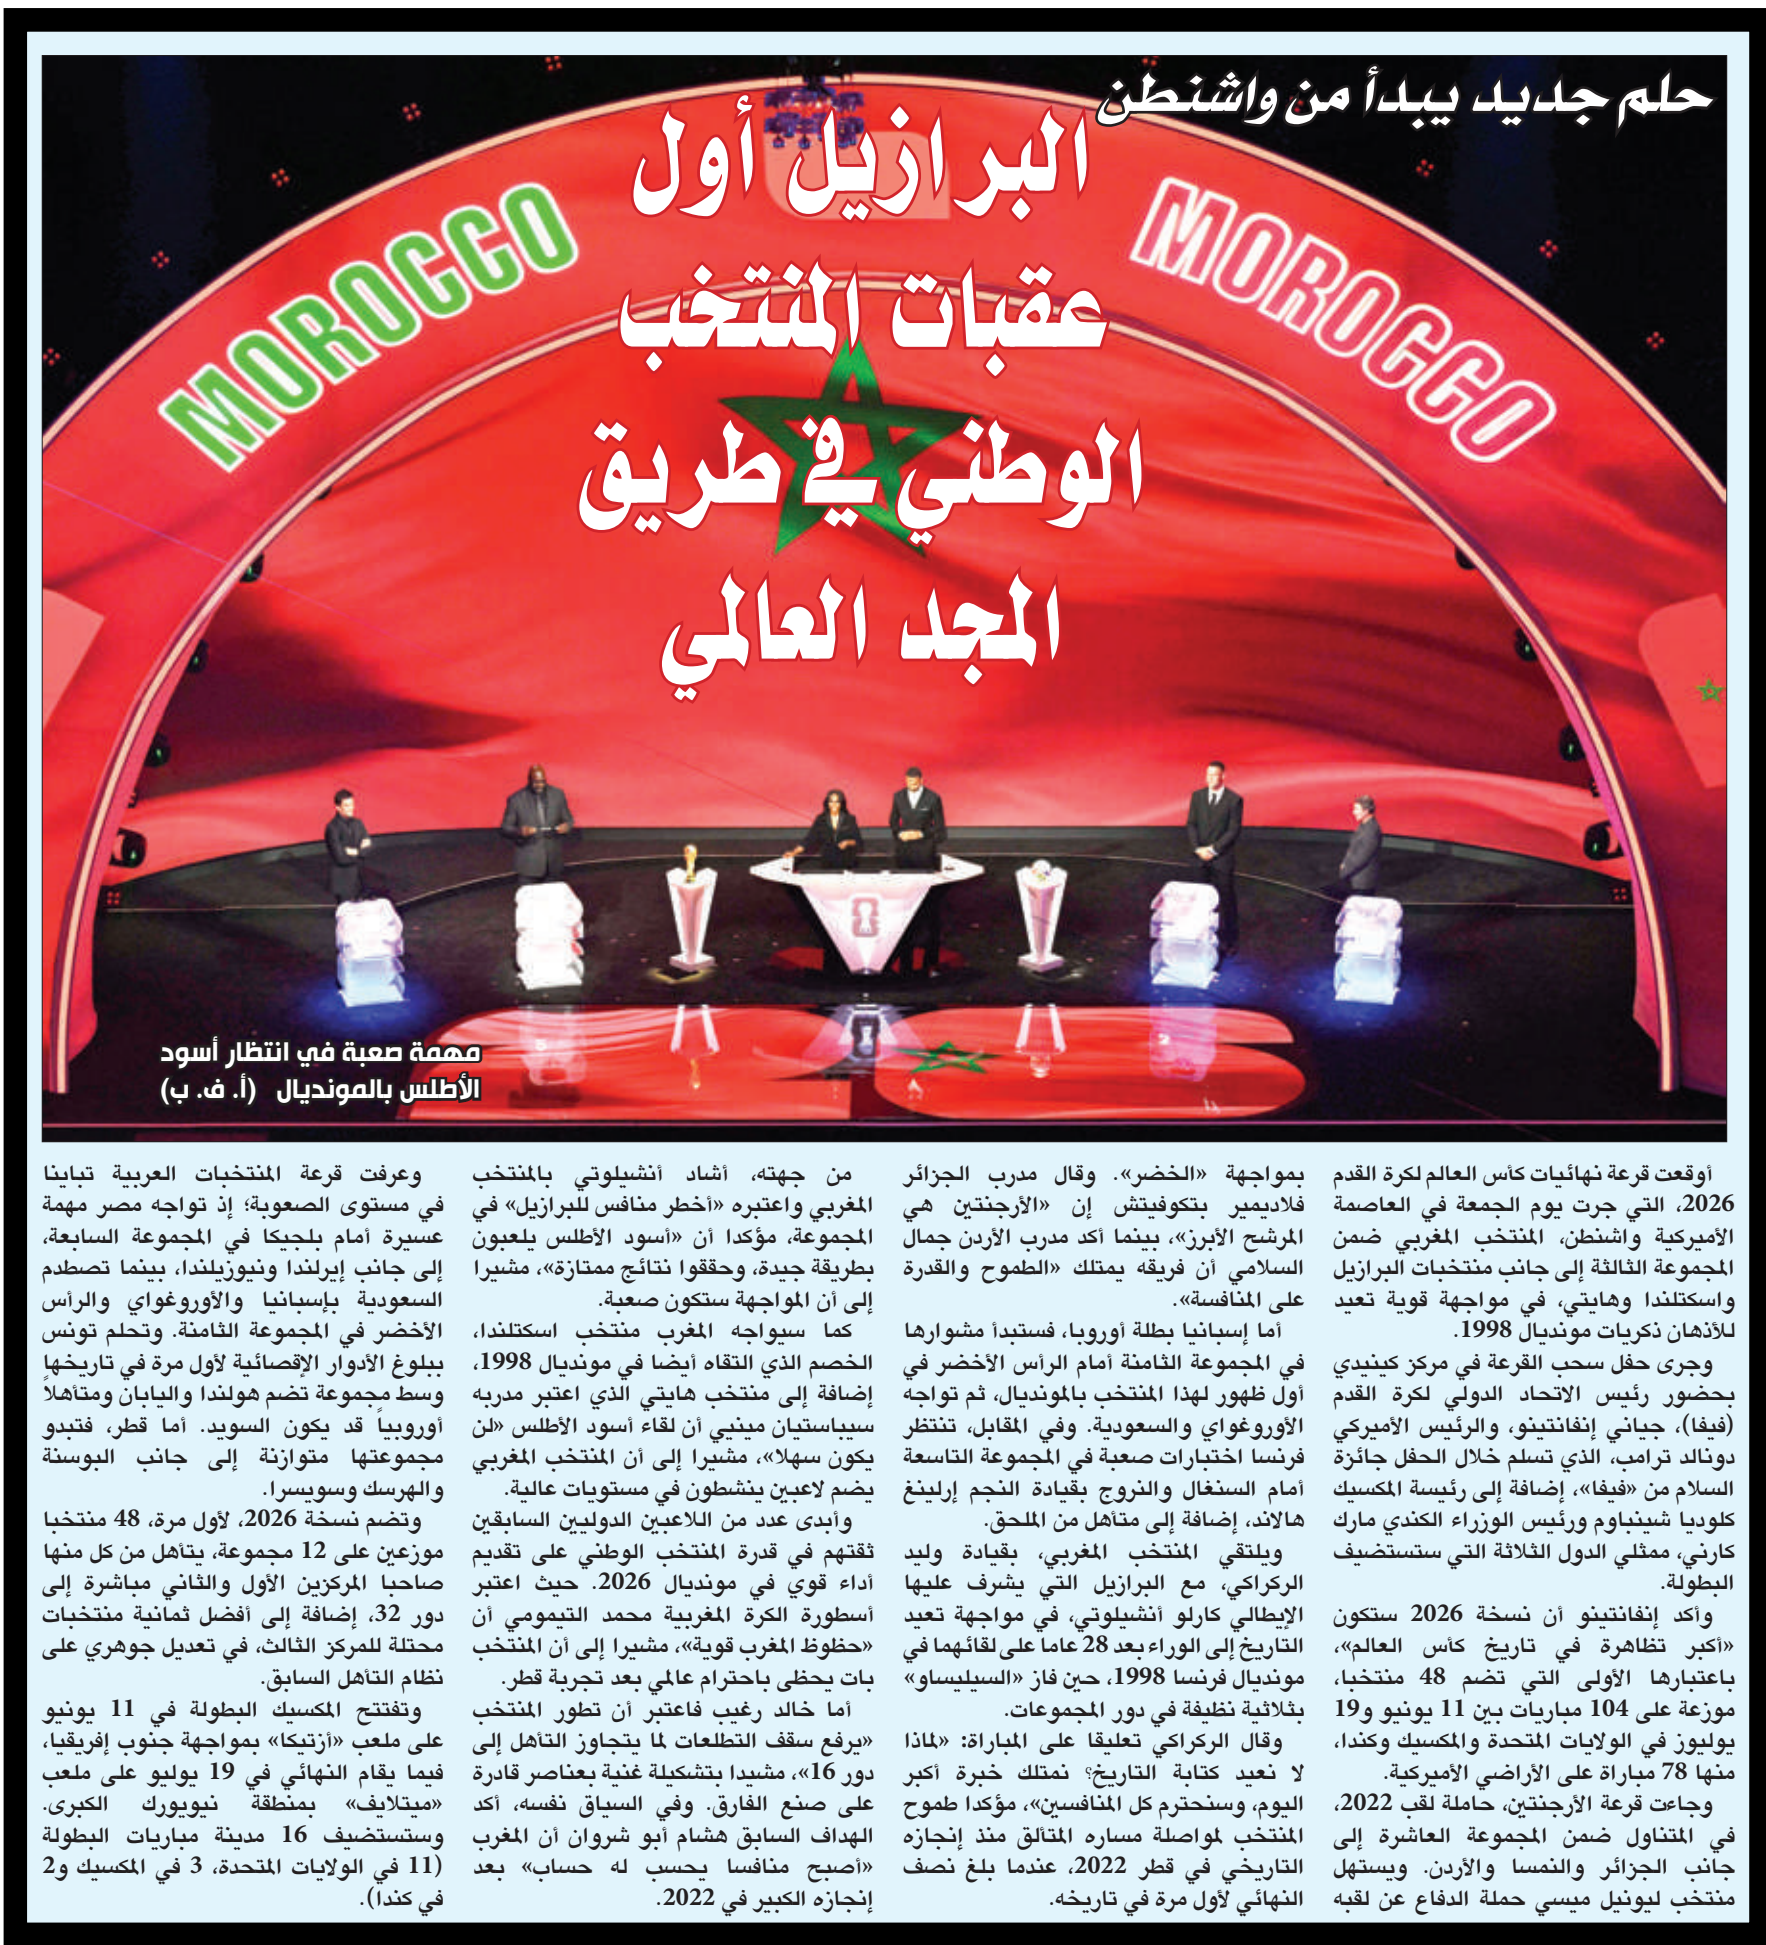 حلم جديد يبدأ من واشنطن
البرازيل أول
عقبات المنتخب
الوطني في طريق
المجد العالمي
MOROCCO
MOROCCO
مهمة صعبة في انتظار أسود
الأطلس بالمونديال (أ. ف. ب)
أوقعت قرعة نهائيات كأس العالم لكرة القدم
2026، التي جرت يوم الجمعة في العاصمة
الأميركية واشنطن، المنتخب المغربي ضمن
المجموعة الثالثة إلى جانب منتخبات البرازيل
واسكتلندا وهايتي، في مواجهة قوية تعيد
للأذهان ذكريات مونديال 1998.
وجرى حفل سحب القرعة في مركز كينيدي
بحضور رئيس الاتحاد الدولي لكرة القدم
(فيفا)، جياني إنفانتينو، والرئيس الأميركي
دونالد ترامب، الذي تسلم خلال الحفل جائزة
السلام من «فيفا»، إضافة إلى رئيسة المكسيك
كلوديا شينباوم ورئيس الوزراء الكندي مارك
كارني، ممثلي الدول الثلاثة التي ستستضيف
البطولة.
وأكد إنفانتينو أن نسخة 2026 ستكون
«أكبر تظاهرة في تاريخ كأس العالم»،
باعتبارها الأولى التي تضم 48 منتخبا،
موزعة على 104 مباريات بين 11 يونيو و19
يوليوز في الولايات المتحدة والمكسيك وكندا،
منها 78 مباراة على الأراضي الأميركية.
وجاءت قرعة الأرجنتين، حاملة لقب 2022،
في المتناول ضمن المجموعة العاشرة إلى
جانب الجزائر والنمسا والأردن. ويستهل
منتخب ليونيل ميسي حملة الدفاع عن لقبه
بمواجهة «الخضر». وقال مدرب الجزائر
فلاديمير بتكوفيتش إن «الأرجنتين هي
المرشح الأبرز»، بينما أكد مدرب الأردن جمال
السلامي أن فريقه يمتلك «الطموح والقدرة
على المنافسة».
أما إسبانيا بطلة أوروبا، فستبدأ مشوارها
في المجموعة الثامنة أمام الرأس الأخضر في
أول ظهور لهذا المنتخب بالمونديال، ثم تواجه
الأوروغواي والسعودية. وفي المقابل، تنتظر
فرنسا اختبارات صعبة في المجموعة التاسعة
أمام السنغال والنروج بقيادة النجم إرلينغ
هالاند، إضافة إلى متأهل من الملحق.
ويلتقي المنتخب المغربي، بقيادة وليد
الركراكي، مع البرازيل التي يشرف عليها
الإيطالي كارلو أنشيلوتي، في مواجهة تعيد
التاريخ إلى الوراء بعد 28 عاما على لقائهما في
مونديال فرنسا 1998، حين فاز «السيليساو»
بثلاثية نظيفة في دور المجموعات.
وقال الركراكي تعليقا على المباراة: «لماذا
لا نعيد كتابة التاريخ؟ نمتلك خبرة أكبر
اليوم، وسنحترم كل المنافسين»، مؤكدا طموح
المنتخب لمواصلة مساره المتألق منذ إنجازه
التاريخي في قطر 2022، عندما بلغ نصف
النهائي لأول مرة في تاريخه.
من جهته، أشاد أنشيلوتي بالمنتخب
المغربي واعتبره «أخطر منافس للبرازيل» في
المجموعة، مؤكدا أن «أسود الأطلس يلعبون
بطريقة جيدة، وحققوا نتائج ممتازة»، مشيرا
إلى أن المواجهة ستكون صعبة.
كما سيواجه المغرب منتخب اسكتلندا،
الخصم الذي التقاه أيضا في مونديال 1998،
إضافة إلى منتخب هايتي الذي اعتبر مدربه
سيباستيان مينيي أن لقاء أسود الأطلس «لن
يكون سهلا»، مشيرا إلى أن المنتخب المغربي
يضم لاعبين ينشطون في مستويات عالية.
وأبدى عدد من اللاعبين الدوليين السابقين
ثقتهم في قدرة المنتخب الوطني على تقديم
أداء قوي في مونديال 2026. حيث اعتبر
أسطورة الكرة المغربية محمد التيمومي أن
«حظوظ المغرب قوية»، مشيرا إلى أن المنتخب
بات يحظى باحترام عالمي بعد تجربة قطر.
أما خالد رغيب فاعتبر أن تطور المنتخب
«يرفع سقف التطلعات لما يتجاوز التأهل إلى
دور 16»، مشيدا بتشكيلة غنية بعناصر قادرة
على صنع الفارق. وفي السياق نفسه، أكد
الهداف السابق هشام أبو شروان أن المغرب
«أصبح منافسا يحسب له حساب» بعد
إنجازه الكبير في 2022.
وعرفت قرعة المنتخبات العربية تباينا
في مستوى الصعوبة؛ إذ تواجه مصر مهمة
عسيرة أمام بلجيكا في المجموعة السابعة،
إلى جانب إيرلندا ونيوزيلندا، بينما تصطدم
السعودية بإسبانيا والأوروغواي والرأس
الأخضر في المجموعة الثامنة. وتحلم تونس
ببلوغ الأدوار الإقصائية لأول مرة في تاريخها
وسط مجموعة تضم هولندا واليابان ومتأهلاً
أوروبياً قد يكون السويد. أما قطر، فتبدو
مجموعتها متوازنة إلى جانب البوسنة
والهرسك وسويسرا.
وتضم نسخة 2026، لأول مرة، 48 منتخبا
موزعين على 12 مجموعة، يتأهل من كل منها
صاحبا المركزين الأول والثاني مباشرة إلى
دور 32، إضافة إلى أفضل ثمانية منتخبات
محتلة للمركز الثالث، في تعديل جوهري على
نظام التأهل السابق.
وتفتتح المكسيك البطولة في 11 يونيو
على ملعب «أزتيكا» بمواجهة جنوب إفريقيا،
فيما يقام النهائي في 19 يوليو على ملعب
«ميتلايف» بمنطقة نيويورك الكبرى.
وستستضيف 16 مدينة مباريات البطولة
(11 في الولايات المتحدة، 3 في المكسيك و2
في كندا).